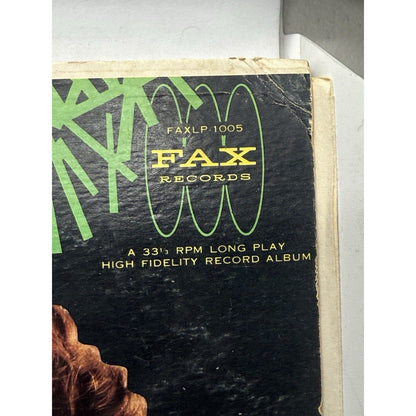 FAXLP-1005
FAX
RECORDS
A 33⅓ RPM LONG PLAY
HIGH FIDELITY RECORD ALBUM